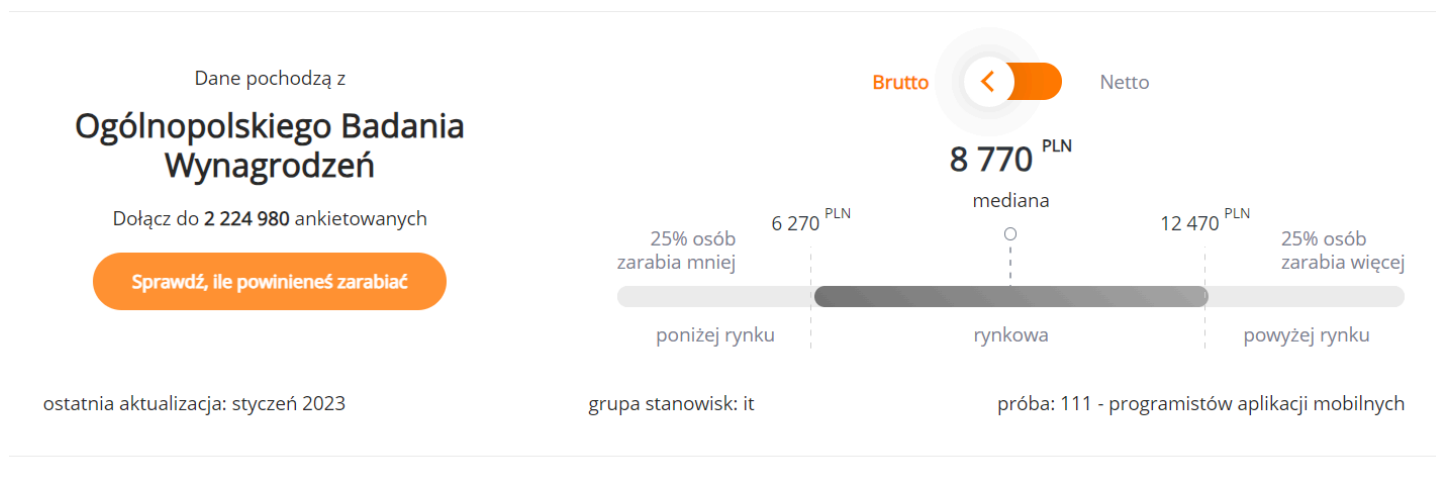 Dane pochodzą z
Ogólnopolskiego Badania
Wynagrodzeń
Dołącz do 2 224 980 ankietowanych
Sprawdź, ile powinieneś zarabiać
Brutto
Netto
8 770 PLN
mediana
6 270 PLN
12 470 PLN
25% osób
zarabia mniej
25% osób
zarabia więcej
poniżej rynku
rynkowa
powyżej rynku
ostatnia aktualizacja: styczeń 2023
grupa stanowisk: it
próba: 111 - programistów aplikacji mobilnych